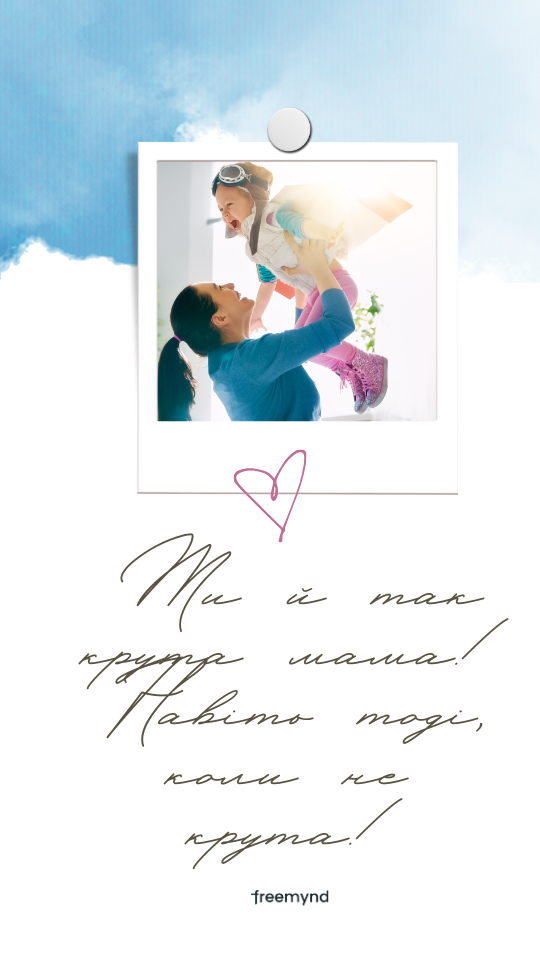 Ти й так
крута мама!
Навіть тоді,
коли не
крута!
freemynd